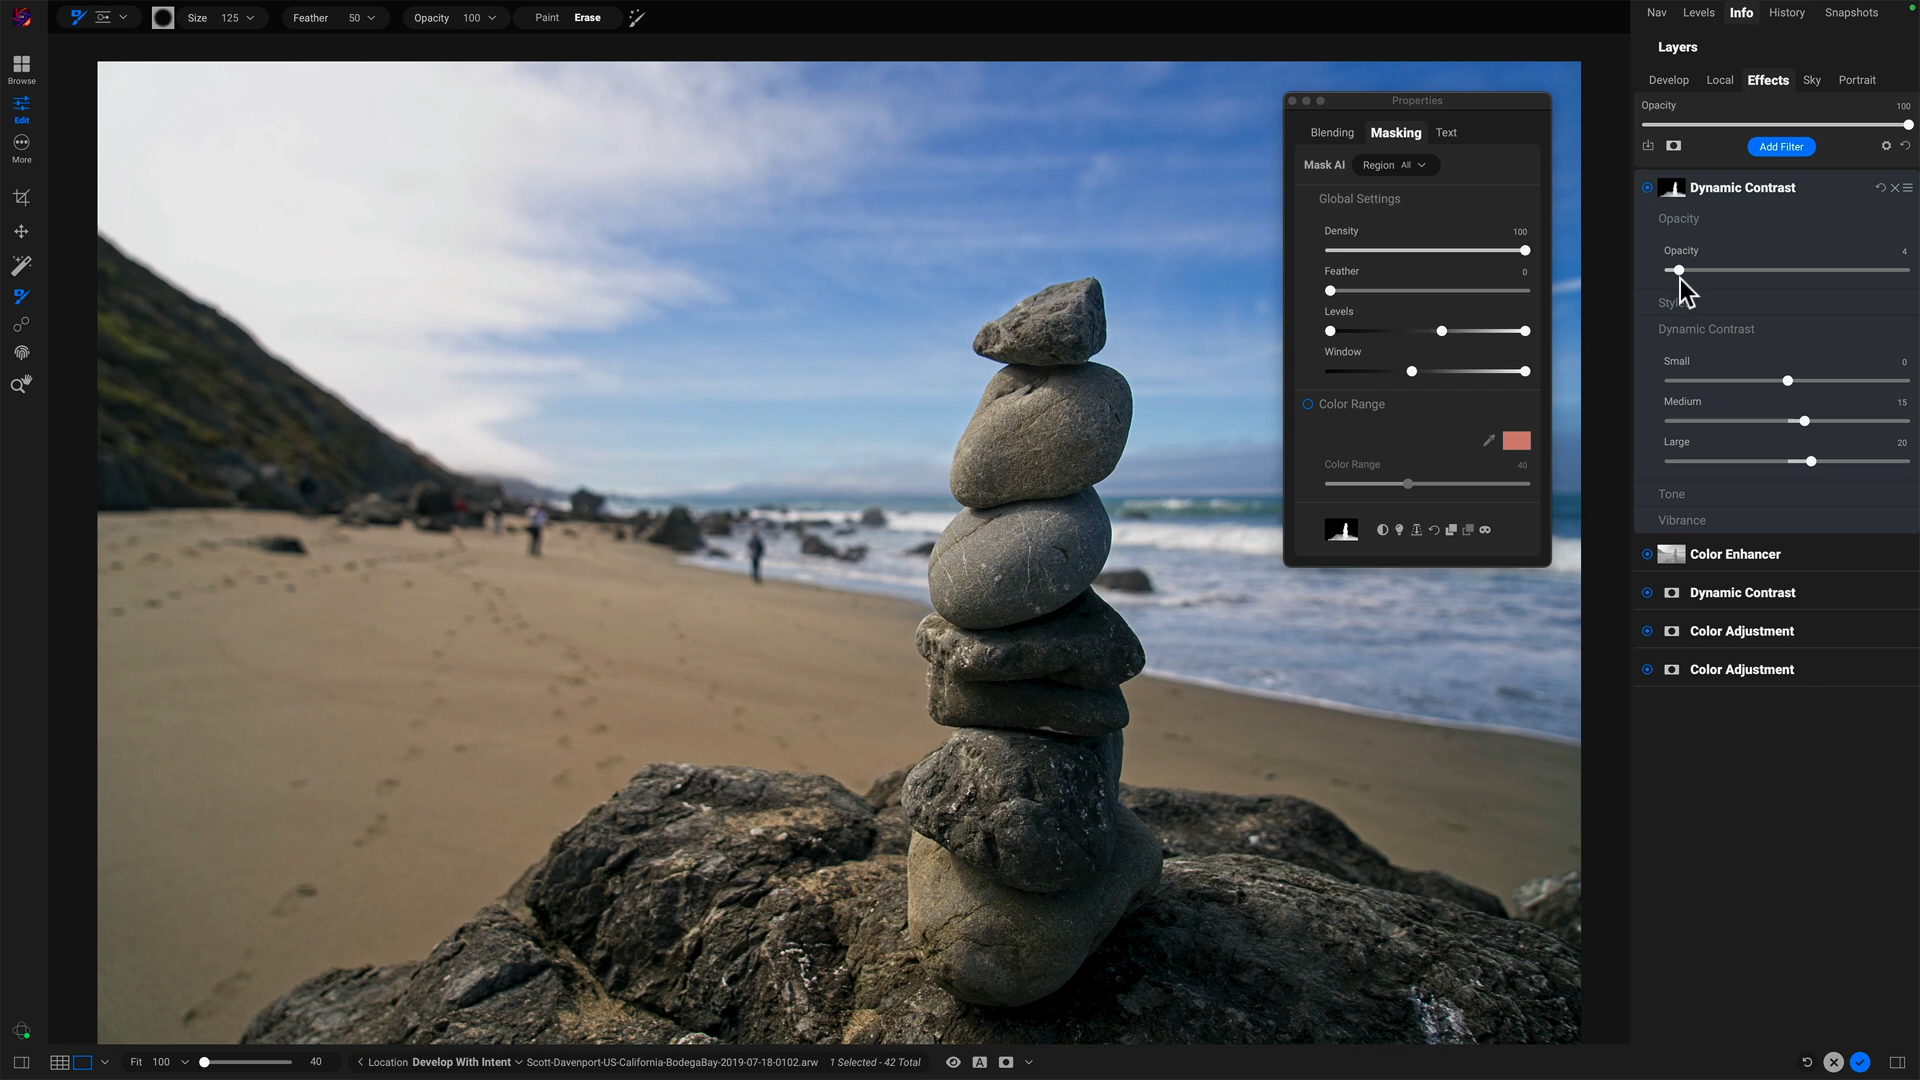 Size 125 Feather 50 Opacity 100 Paint Erase
Nav Levels Info History Snapshots
Layers
Develop Local Effects Sky Portrait
Opacity 100
Add Filter
Dynamic Contrast
Opacity
Opacity 4
Dynamic Contrast
Small 0
Medium 15
Large 20
Tone
Vibrance
Color Enhancer
Dynamic Contrast
Color Adjustment
Color Adjustment
Browse
Edit
More
Properties
Blending Masking Text
Mask AI Region All
Global Settings
Density 100
Feather 0
Levels
Window
Color Range
Color Range 40
Fit 100 40 Location Develop With Intent Scott-Davenport-US-California-BodegaBay-2019-07-18-0102.arw 1 Selected - 42 Total A